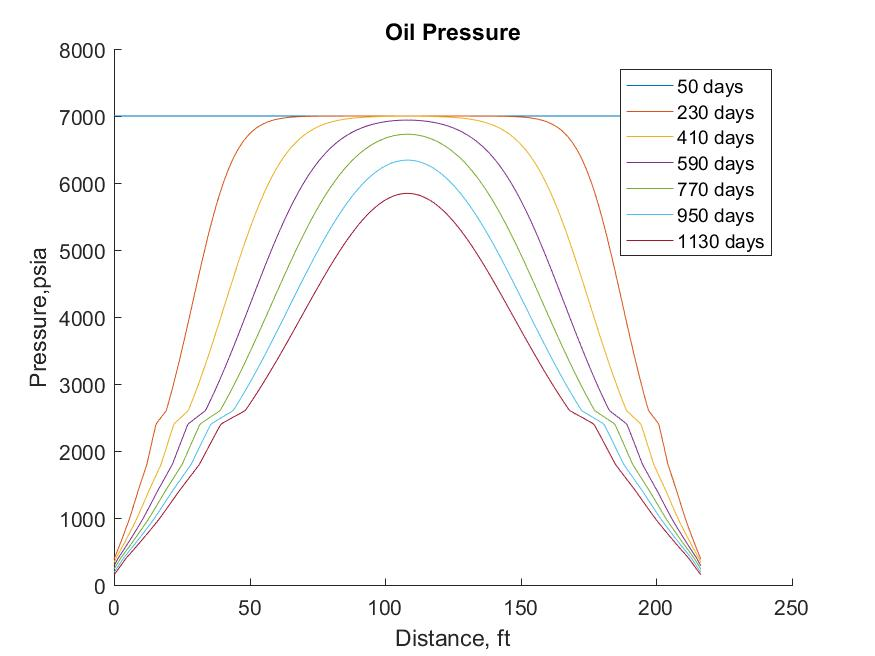 Oil Pressure
8000
7000
6000
5000
4000
3000
2000
1000
0
Pressure,psia
0 50 100 150 200 250
Distance, ft
50 days
230 days
410 days
590 days
770 days
950 days
1130 days